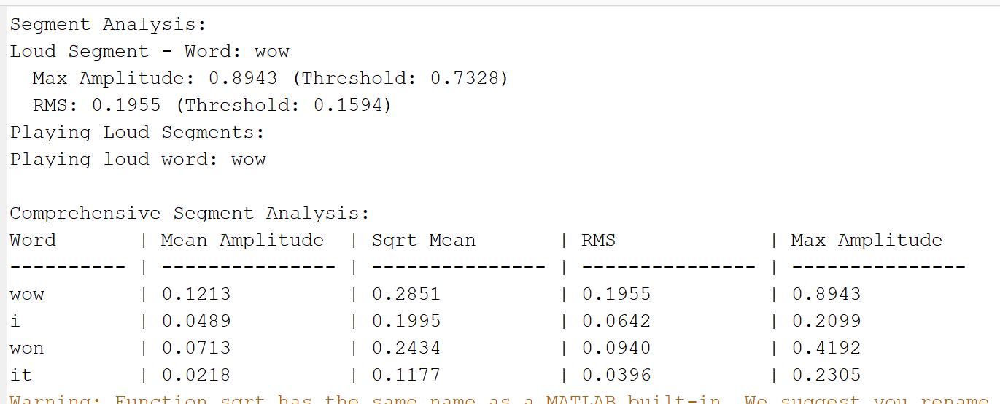 Segment Analysis:
Loud Segment - Word: wow
  Max Amplitude: 0.8943 (Threshold: 0.7328)
  RMS: 0.1955 (Threshold: 0.1594)
Playing Loud Segments:
Playing loud word: wow

Comprehensive Segment Analysis:
Word       | Mean Amplitude  | Sqrt Mean       | RMS             | Max Amplitude
---------- | --------------- | --------------- | --------------- | ---------------
wow        | 0.1213          | 0.2851          | 0.1955          | 0.8943
i          | 0.0489          | 0.1995          | 0.0642          | 0.2099
won        | 0.0713          | 0.2434          | 0.0940          | 0.4192
it         | 0.0218          | 0.1177          | 0.0396          | 0.2305
Warning: Function sqrt has the same name as a MATLAB built-in. We suggest you rename